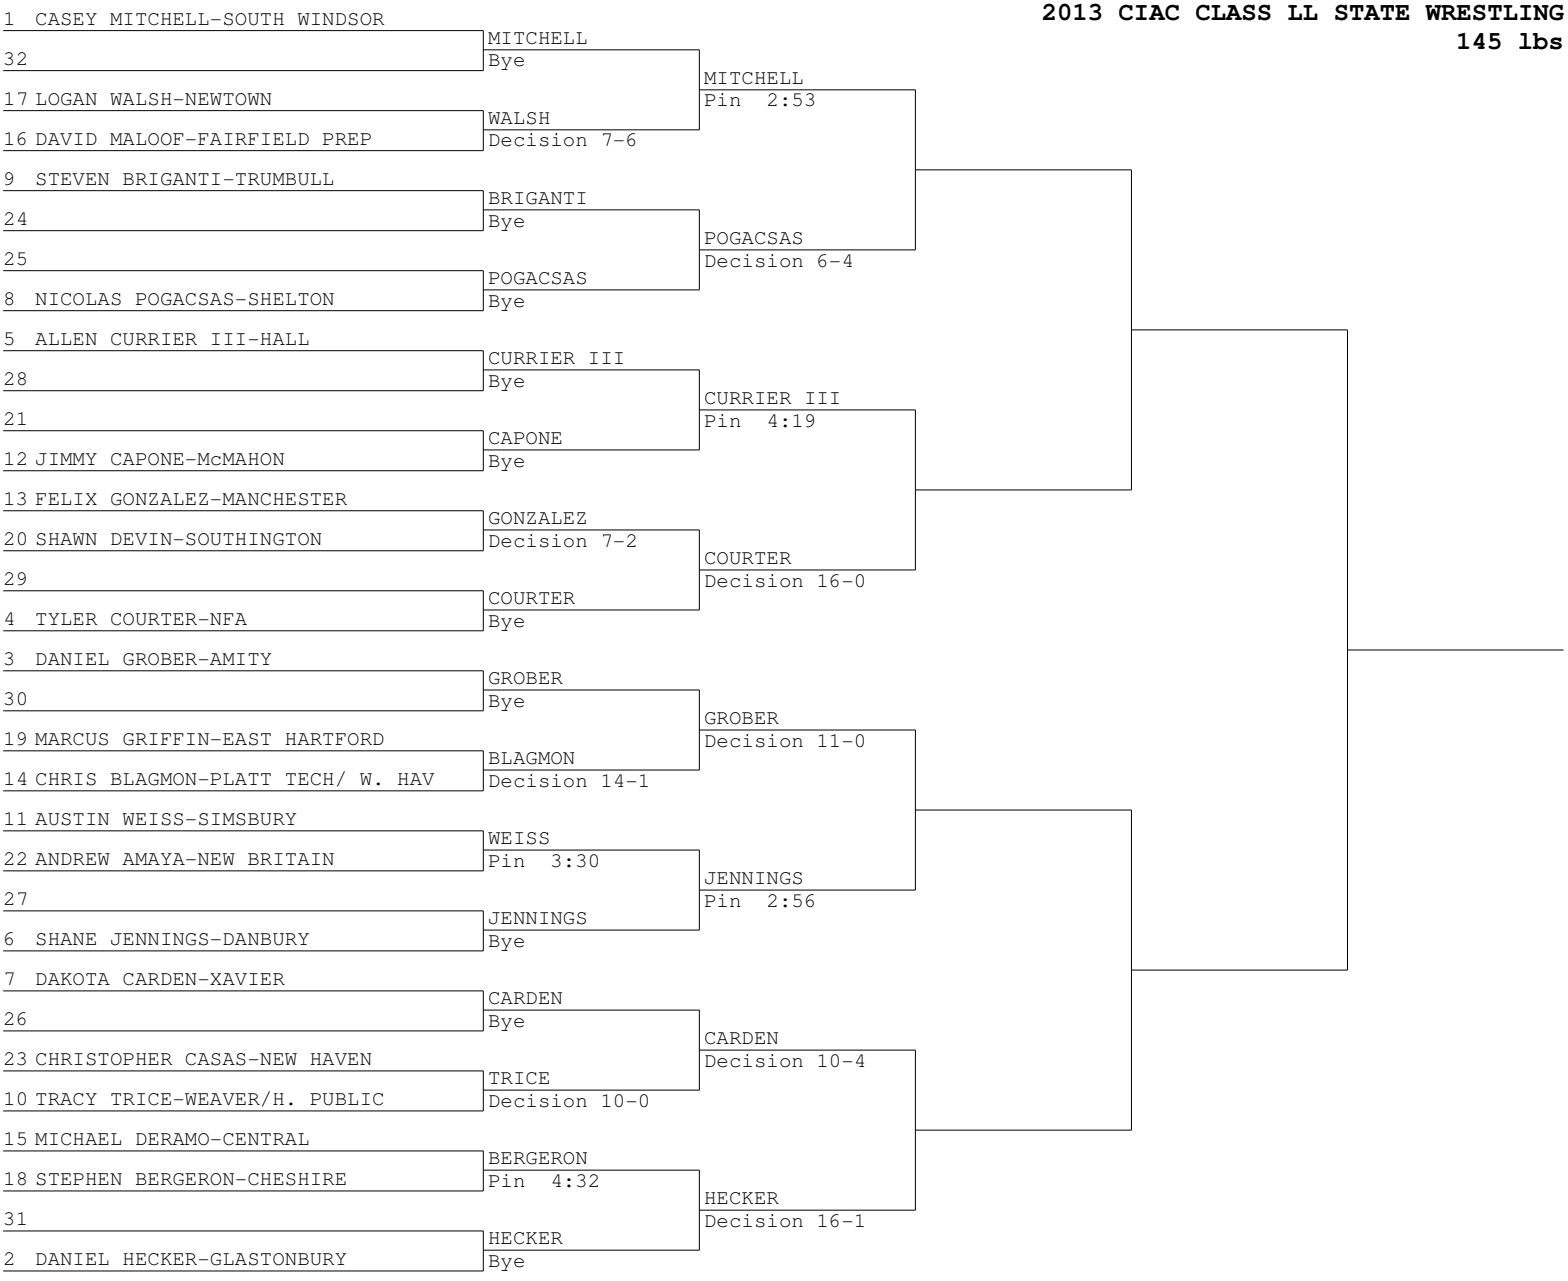 2013 CIAC CLASS LL STATE WRESTLING
145 lbs
1 CASEY MITCHELL-SOUTH WINDSOR
32
17 LOGAN WALSH-NEWTOWN
16 DAVID MALOOF-FAIRFIELD PREP
9 STEVEN BRIGANTI-TRUMBULL
24
25
8 NICOLAS POGACSAS-SHELTON
5 ALLEN CURRIER III-HALL
28
21
12 JIMMY CAPONE-McMAHON
13 FELIX GONZALEZ-MANCHESTER
20 SHAWN DEVIN-SOUTHINGTON
29
4 TYLER COURTER-NFA
3 DANIEL GROBER-AMITY
30
19 MARCUS GRIFFIN-EAST HARTFORD
14 CHRIS BLAGMON-PLATT TECH/ W. HAV
11 AUSTIN WEISS-SIMSBURY
22 ANDREW AMAYA-NEW BRITAIN
27
6 SHANE JENNINGS-DANBURY
7 DAKOTA CARDEN-XAVIER
26
23 CHRISTOPHER CASAS-NEW HAVEN
10 TRACY TRICE-WEAVER/H. PUBLIC
15 MICHAEL DERAMO-CENTRAL
18 STEPHEN BERGERON-CHESHIRE
31
2 DANIEL HECKER-GLASTONBURY
MITCHELL
Bye
WALSH
Decision 7-6
BRIGANTI
Bye
POGACSAS
Bye
CURRIER III
Bye
CAPONE
Bye
GONZALEZ
Decision 7-2
COURTER
Bye
GROBER
Bye
BLAGMON
Decision 14-1
WEISS
Pin 3:30
JENNINGS
Bye
CARDEN
Bye
TRICE
Decision 10-0
BERGERON
Pin 4:32
HECKER
Bye
MITCHELL
Pin 2:53
POGACSAS
Decision 6-4
CURRIER III
Pin 4:19
COURTER
Decision 16-0
GROBER
Decision 11-0
JENNINGS
Pin 2:56
CARDEN
Decision 10-4
HECKER
Decision 16-1